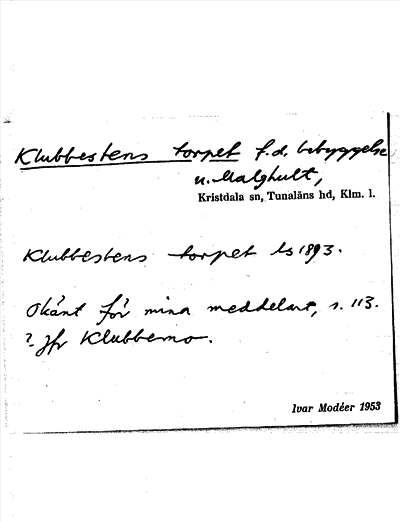 Klubbestens torpet f.d. bebyggelse
u. Malghult,
Kristdala sn, Tunaläns hd, Klm. l.
Klubbestens torpet ls 1893.
Okänt för mina meddelare, s. 113.
? Jfr Klubbemo.
Ivar Modéer 1953